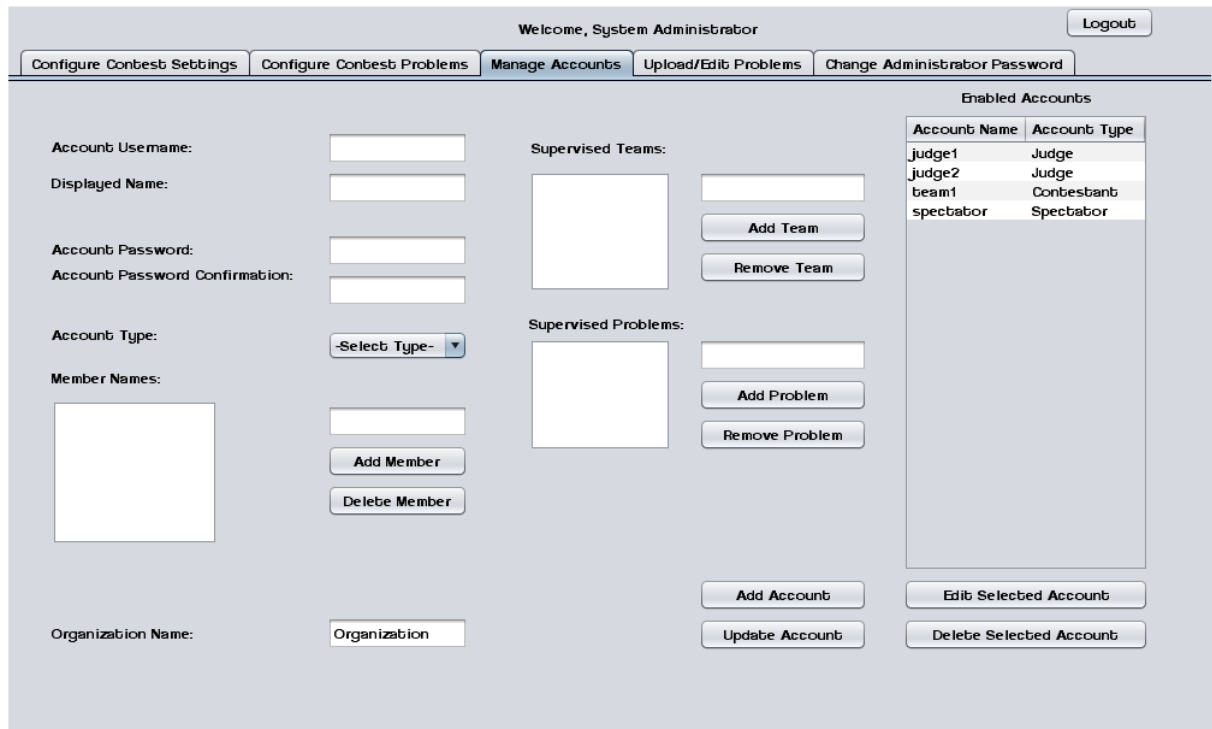 Welcome, System Administrator
Logout
Configure Contest Settings
Configure Contest Problems
Manage Accounts
Upload/Edit Problems
Change Administrator Password
Account Username:
Displayed Name:
Account Password:
Account Password Confirmation:
Account Type:
-Select Type-
Member Names:
Add Member
Delete Member
Organization Name:
Organization
Supervised Teams:
Add Team
Remove Team
Supervised Problems:
Add Problem
Remove Problem
Add Account
Update Account
Enabled Accounts
Account Name Account Type
judge1 Judge
judge2 Judge
team1 Contestant
spectator Spectator
Edit Selected Account
Delete Selected Account